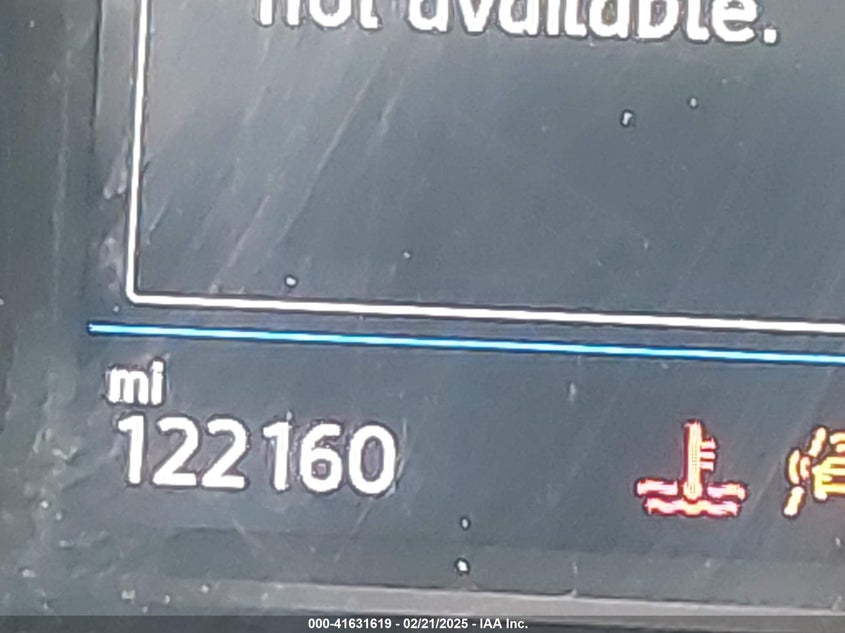 not available.
mi
122160
000-41631619 - 02/21/2025 - IAA Inc.